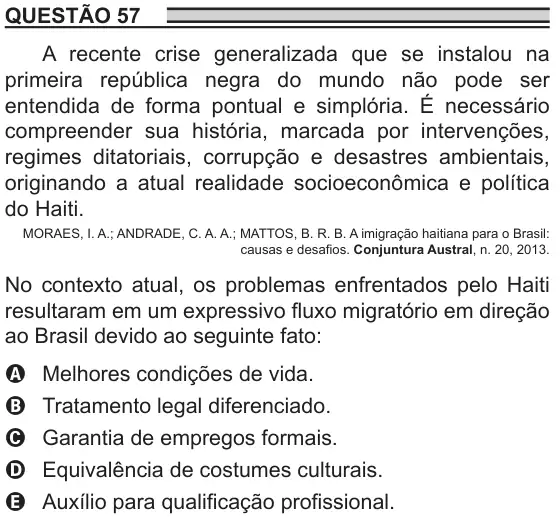 QUESTÃO 57
A recente crise generalizada que se instalou na
primeira república negra do mundo não pode ser
entendida de forma pontual e simplória. É necessário
compreender sua história, marcada por intervenções,
regimes ditatoriais, corrupção e desastres ambientais,
originando a atual realidade socioeconômica e política
do Haiti.
MORAES, I. A.; ANDRADE, C. A. A.; MATTOS, B. R. B. A imigração haitiana para o Brasil:
causas e desafios. Conjuntura Austral, n. 20, 2013.
No contexto atual, os problemas enfrentados pelo Haiti
resultaram em um expressivo fluxo migratório em direção
ao Brasil devido ao seguinte fato:
A Melhores condições de vida.
B Tratamento legal diferenciado.
C Garantia de empregos formais.
D Equivalência de costumes culturais.
E Auxílio para qualificação profissional.